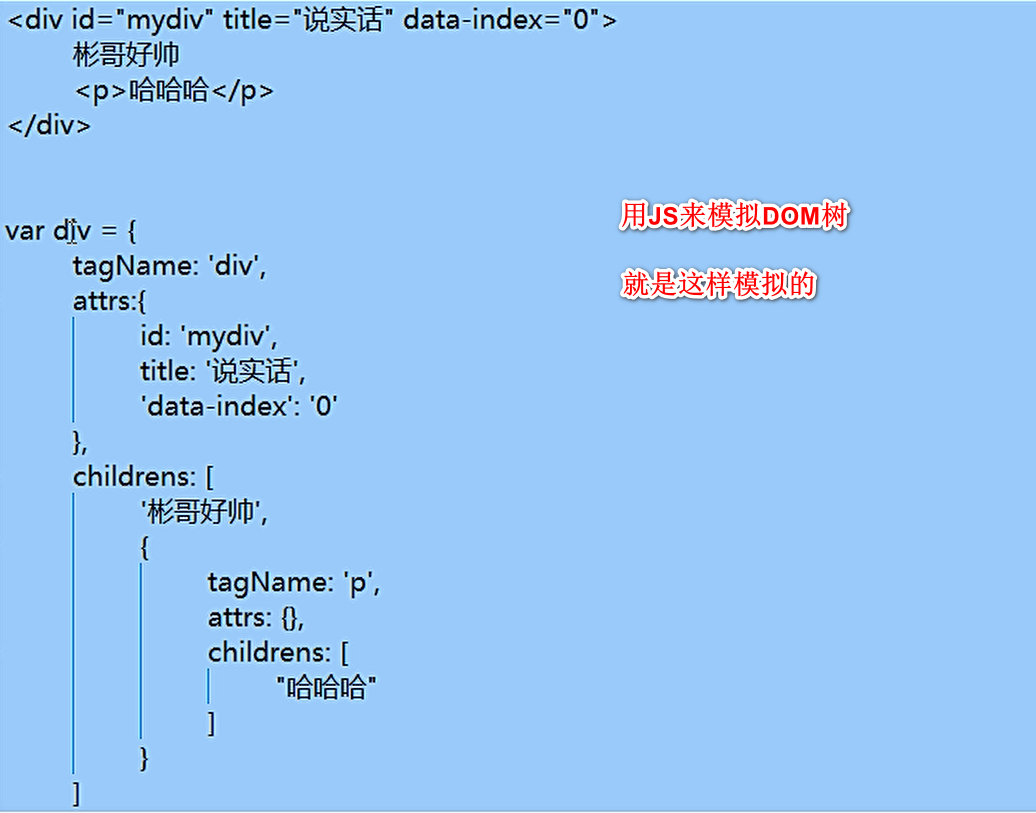 <div id="mydiv" title="说实话" data-index="0">
彬哥好帅
<p>哈哈哈</p>
</div>
var div = {
用JS来模拟DOM树
tagName: 'div',
就是这样模拟的
attrs:{
id: 'mydiv',
title: '说实话',
'data-index': '0'
},
childrens: [
'彬哥好帅',
{
tagName: 'p',
attrs: {},
childrens: [
"哈哈哈"
]
}
]